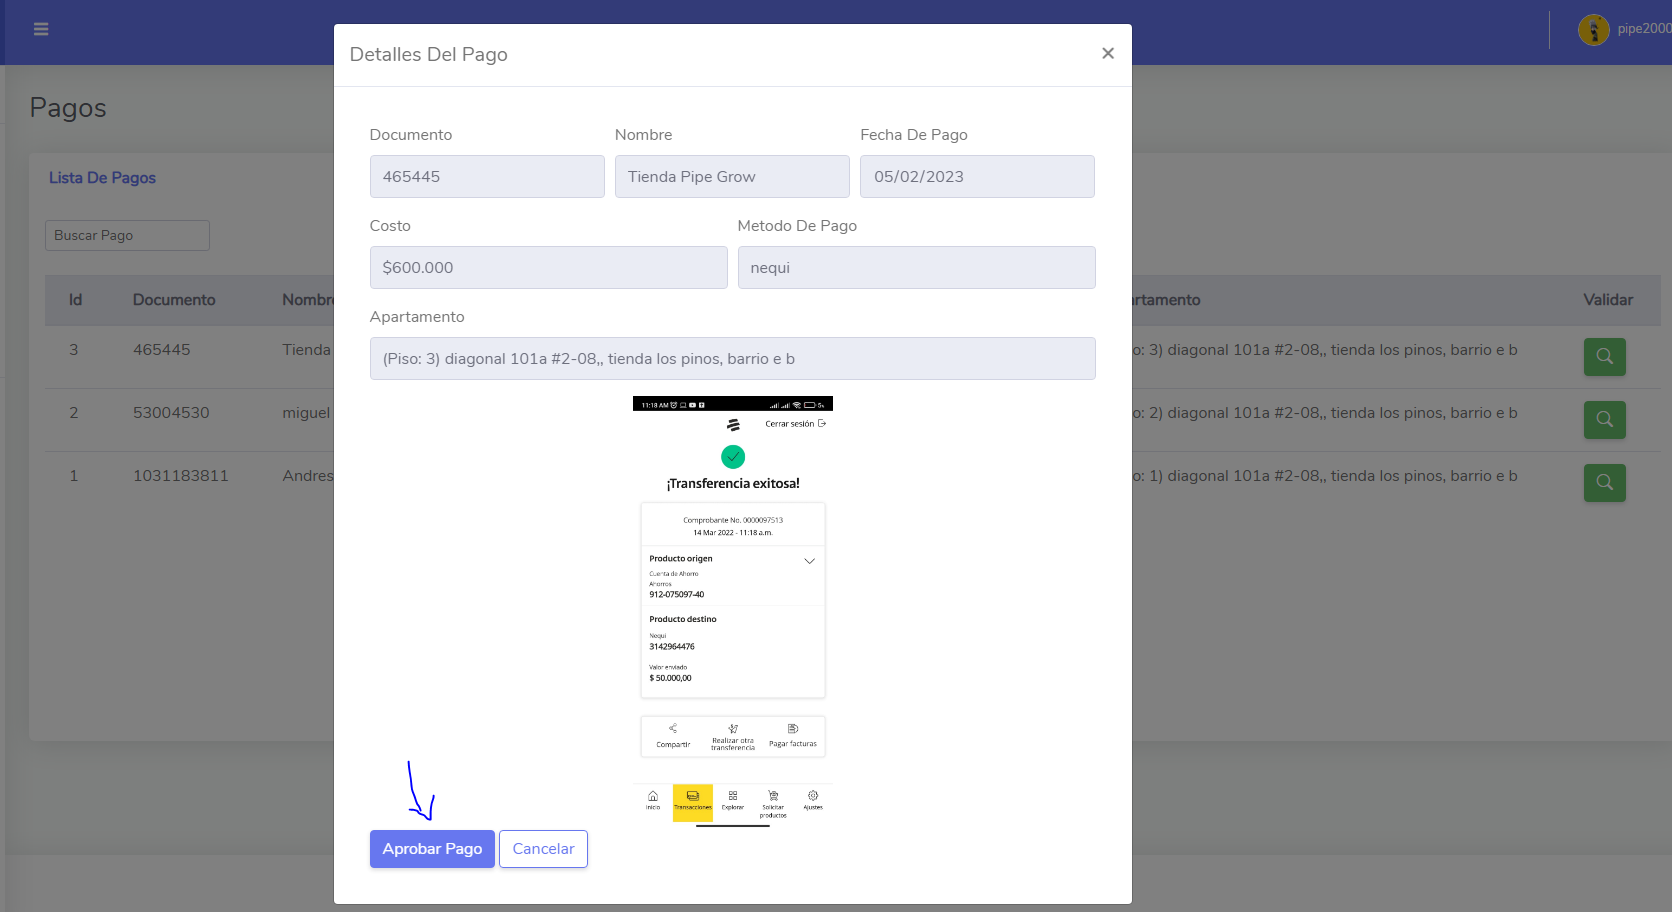 pipe2000
Detalles Del Pago
×
Pagos
Lista De Pagos
Buscar Pago
Id Documento Nombre artamento Validar
3 465445 Tienda o: 3) diagonal 101a #2-08,, tienda los pinos, barrio e b
2 53004530 miguel o: 2) diagonal 101a #2-08,, tienda los pinos, barrio e b
1 1031183811 Andres o: 1) diagonal 101a #2-08,, tienda los pinos, barrio e b
Documento Nombre Fecha De Pago
465445 Tienda Pipe Grow 05/02/2023
Costo Metodo De Pago
$600.000 nequi
Apartamento
(Piso: 3) diagonal 101a #2-08,, tienda los pinos, barrio e b
11:18 AM
Cerrar sesión
¡Transferencia exitosa!
Comprobante No. 0000097513
14 Mar 2022 - 11:18 a.m.
Producto origen
Cuenta de Ahorro
Ahorros
912-075097-40
Producto destino
Nequi
3142964476
Valor enviado
$ 50.000,00
Compartir Realizar otra transferencia Pagar facturas
Inicio Transacciones Explorar Solicitar productos Ajustes
Aprobar Pago Cancelar